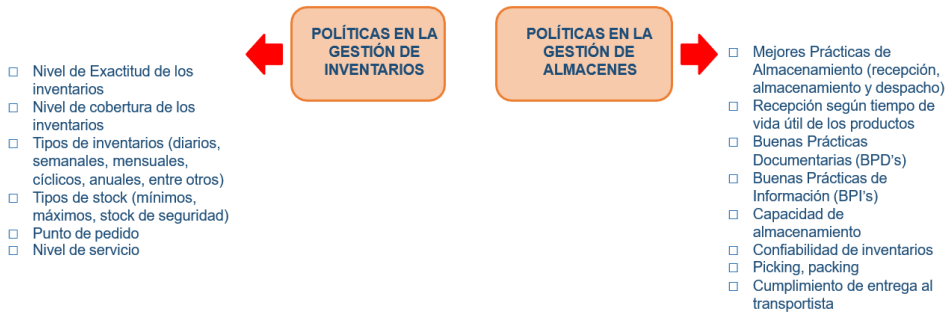 POLÍTICAS EN LA
GESTIÓN DE
INVENTARIOS
Nivel de Exactitud de los
inventarios
Nivel de cobertura de los
inventarios
Tipos de inventarios (diarios,
semanales, mensuales,
cíclicos, anuales, entre otros)
Tipos de stock (mínimos,
máximos, stock de seguridad)
Punto de pedido
Nivel de servicio
POLÍTICAS EN LA
GESTIÓN DE
ALMACENES
Mejores Prácticas de
Almacenamiento (recepción,
almacenamiento y despacho)
Recepción según tiempo de
vida útil de los productos
Buenas Prácticas
Documentarias (BPD's)
Buenas Prácticas de
Información (BPI's)
Capacidad de
almacenamiento
Confiabilidad de inventarios
Picking, packing
Cumplimiento de entrega al
transportista